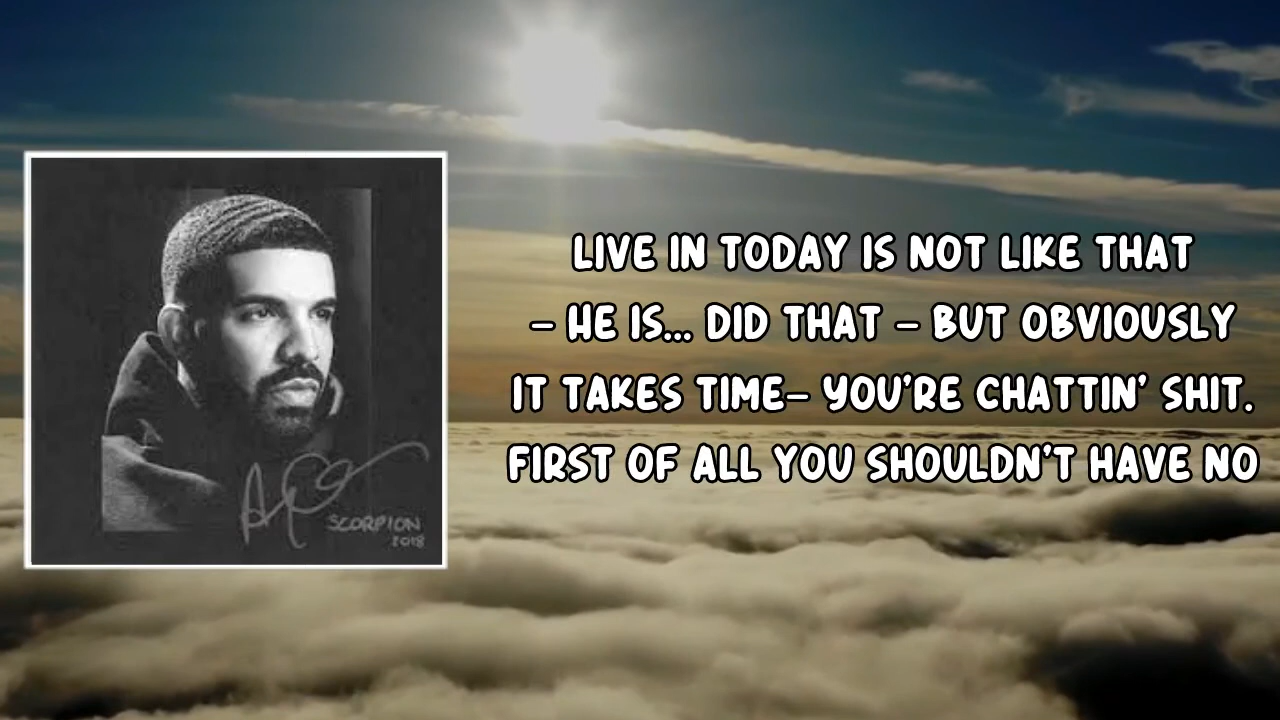 LIVE IN TODAY IS NOT LIKE THAT
- HE IS... DID THAT - BUT OBVIOUSLY
IT TAKES TIME- YOU'RE CHATTIN' SHIT.
FIRST OF ALL YOU SHOULDN'T HAVE NO
SCORPION
2018